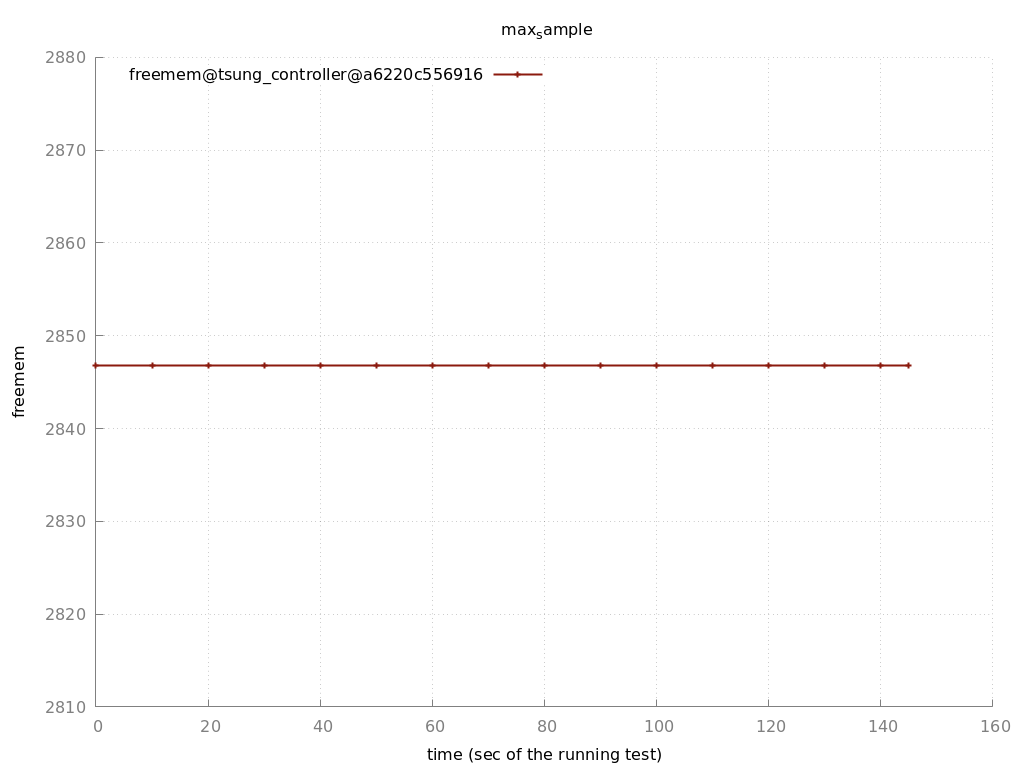 maxsample
2880
freemem@tsung_controller@a6220c556916
2870
2860
2850
2840
2830
2820
2810
freemem
0 20 40 60 80 100 120 140 160
time (sec of the running test)